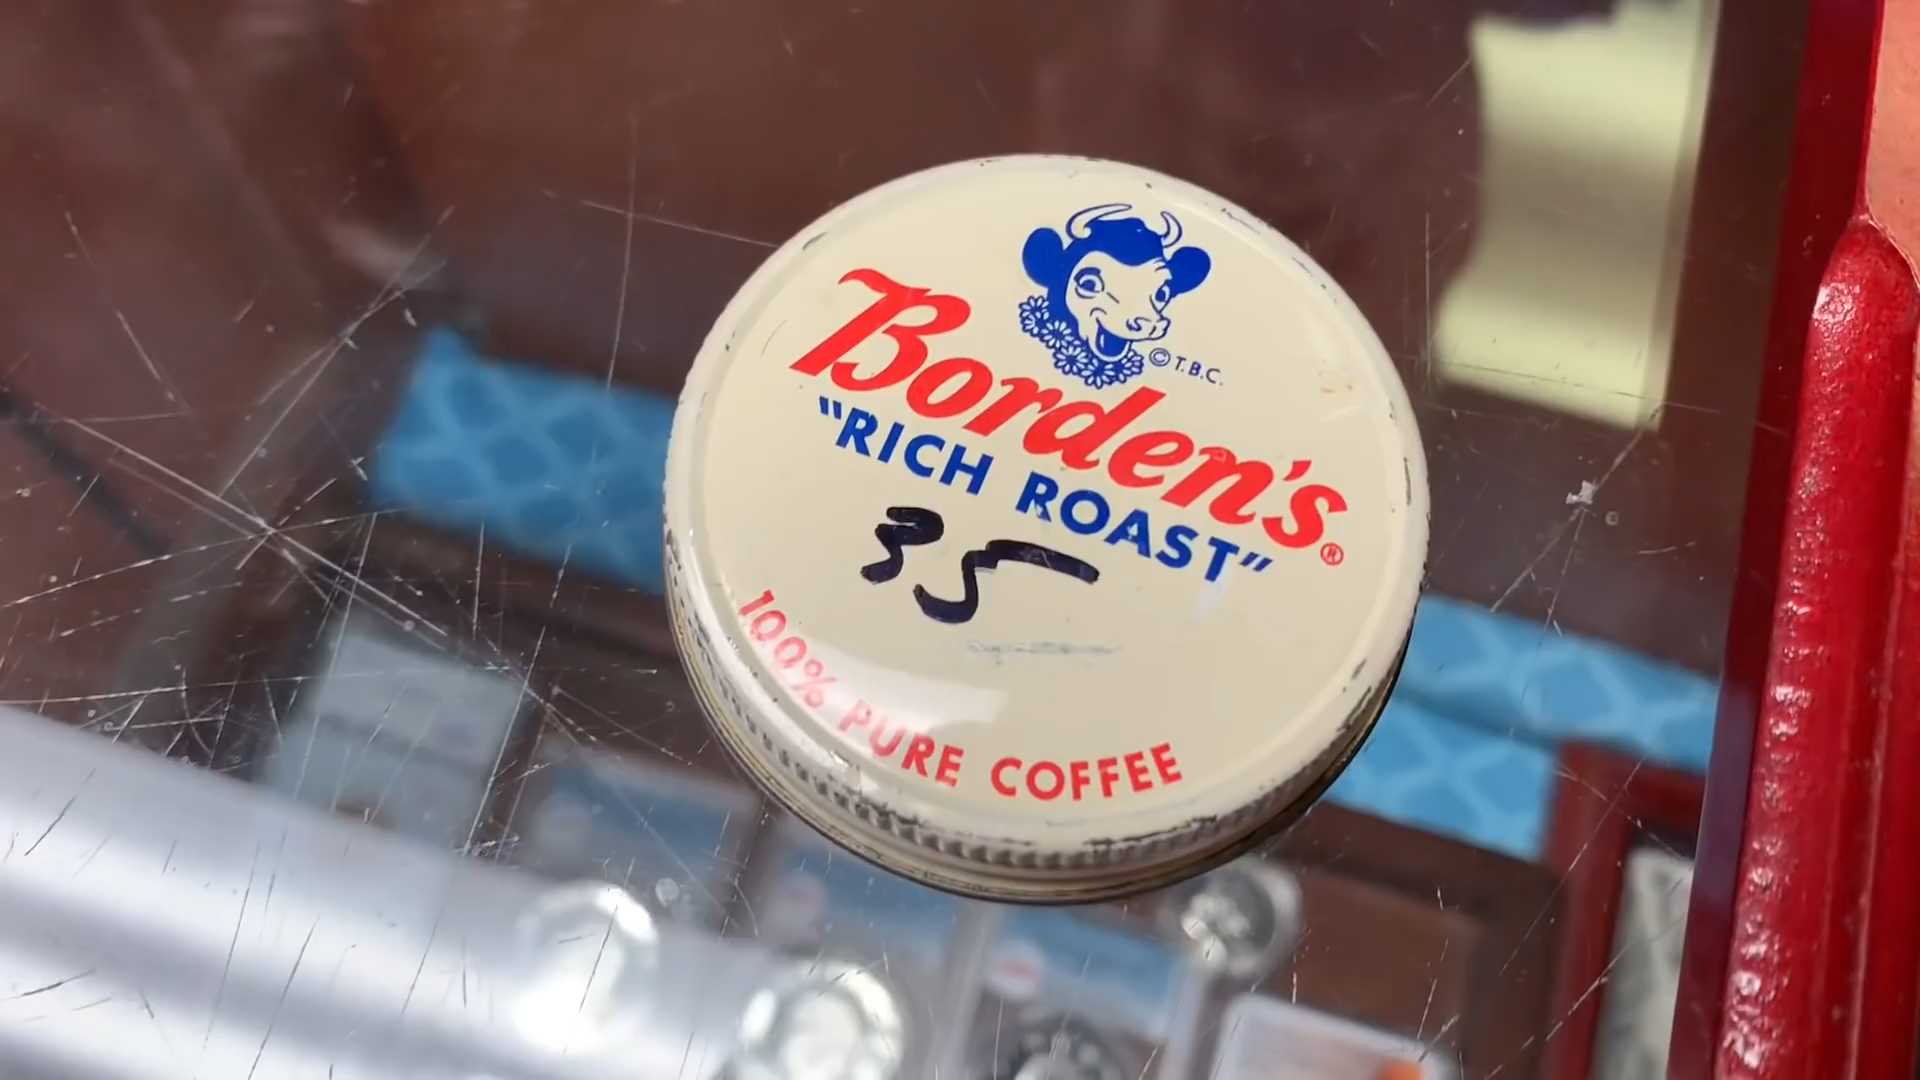 ©T.B.C.
Borden's®
"RICH ROAST"
35
100% PURE COFFEE